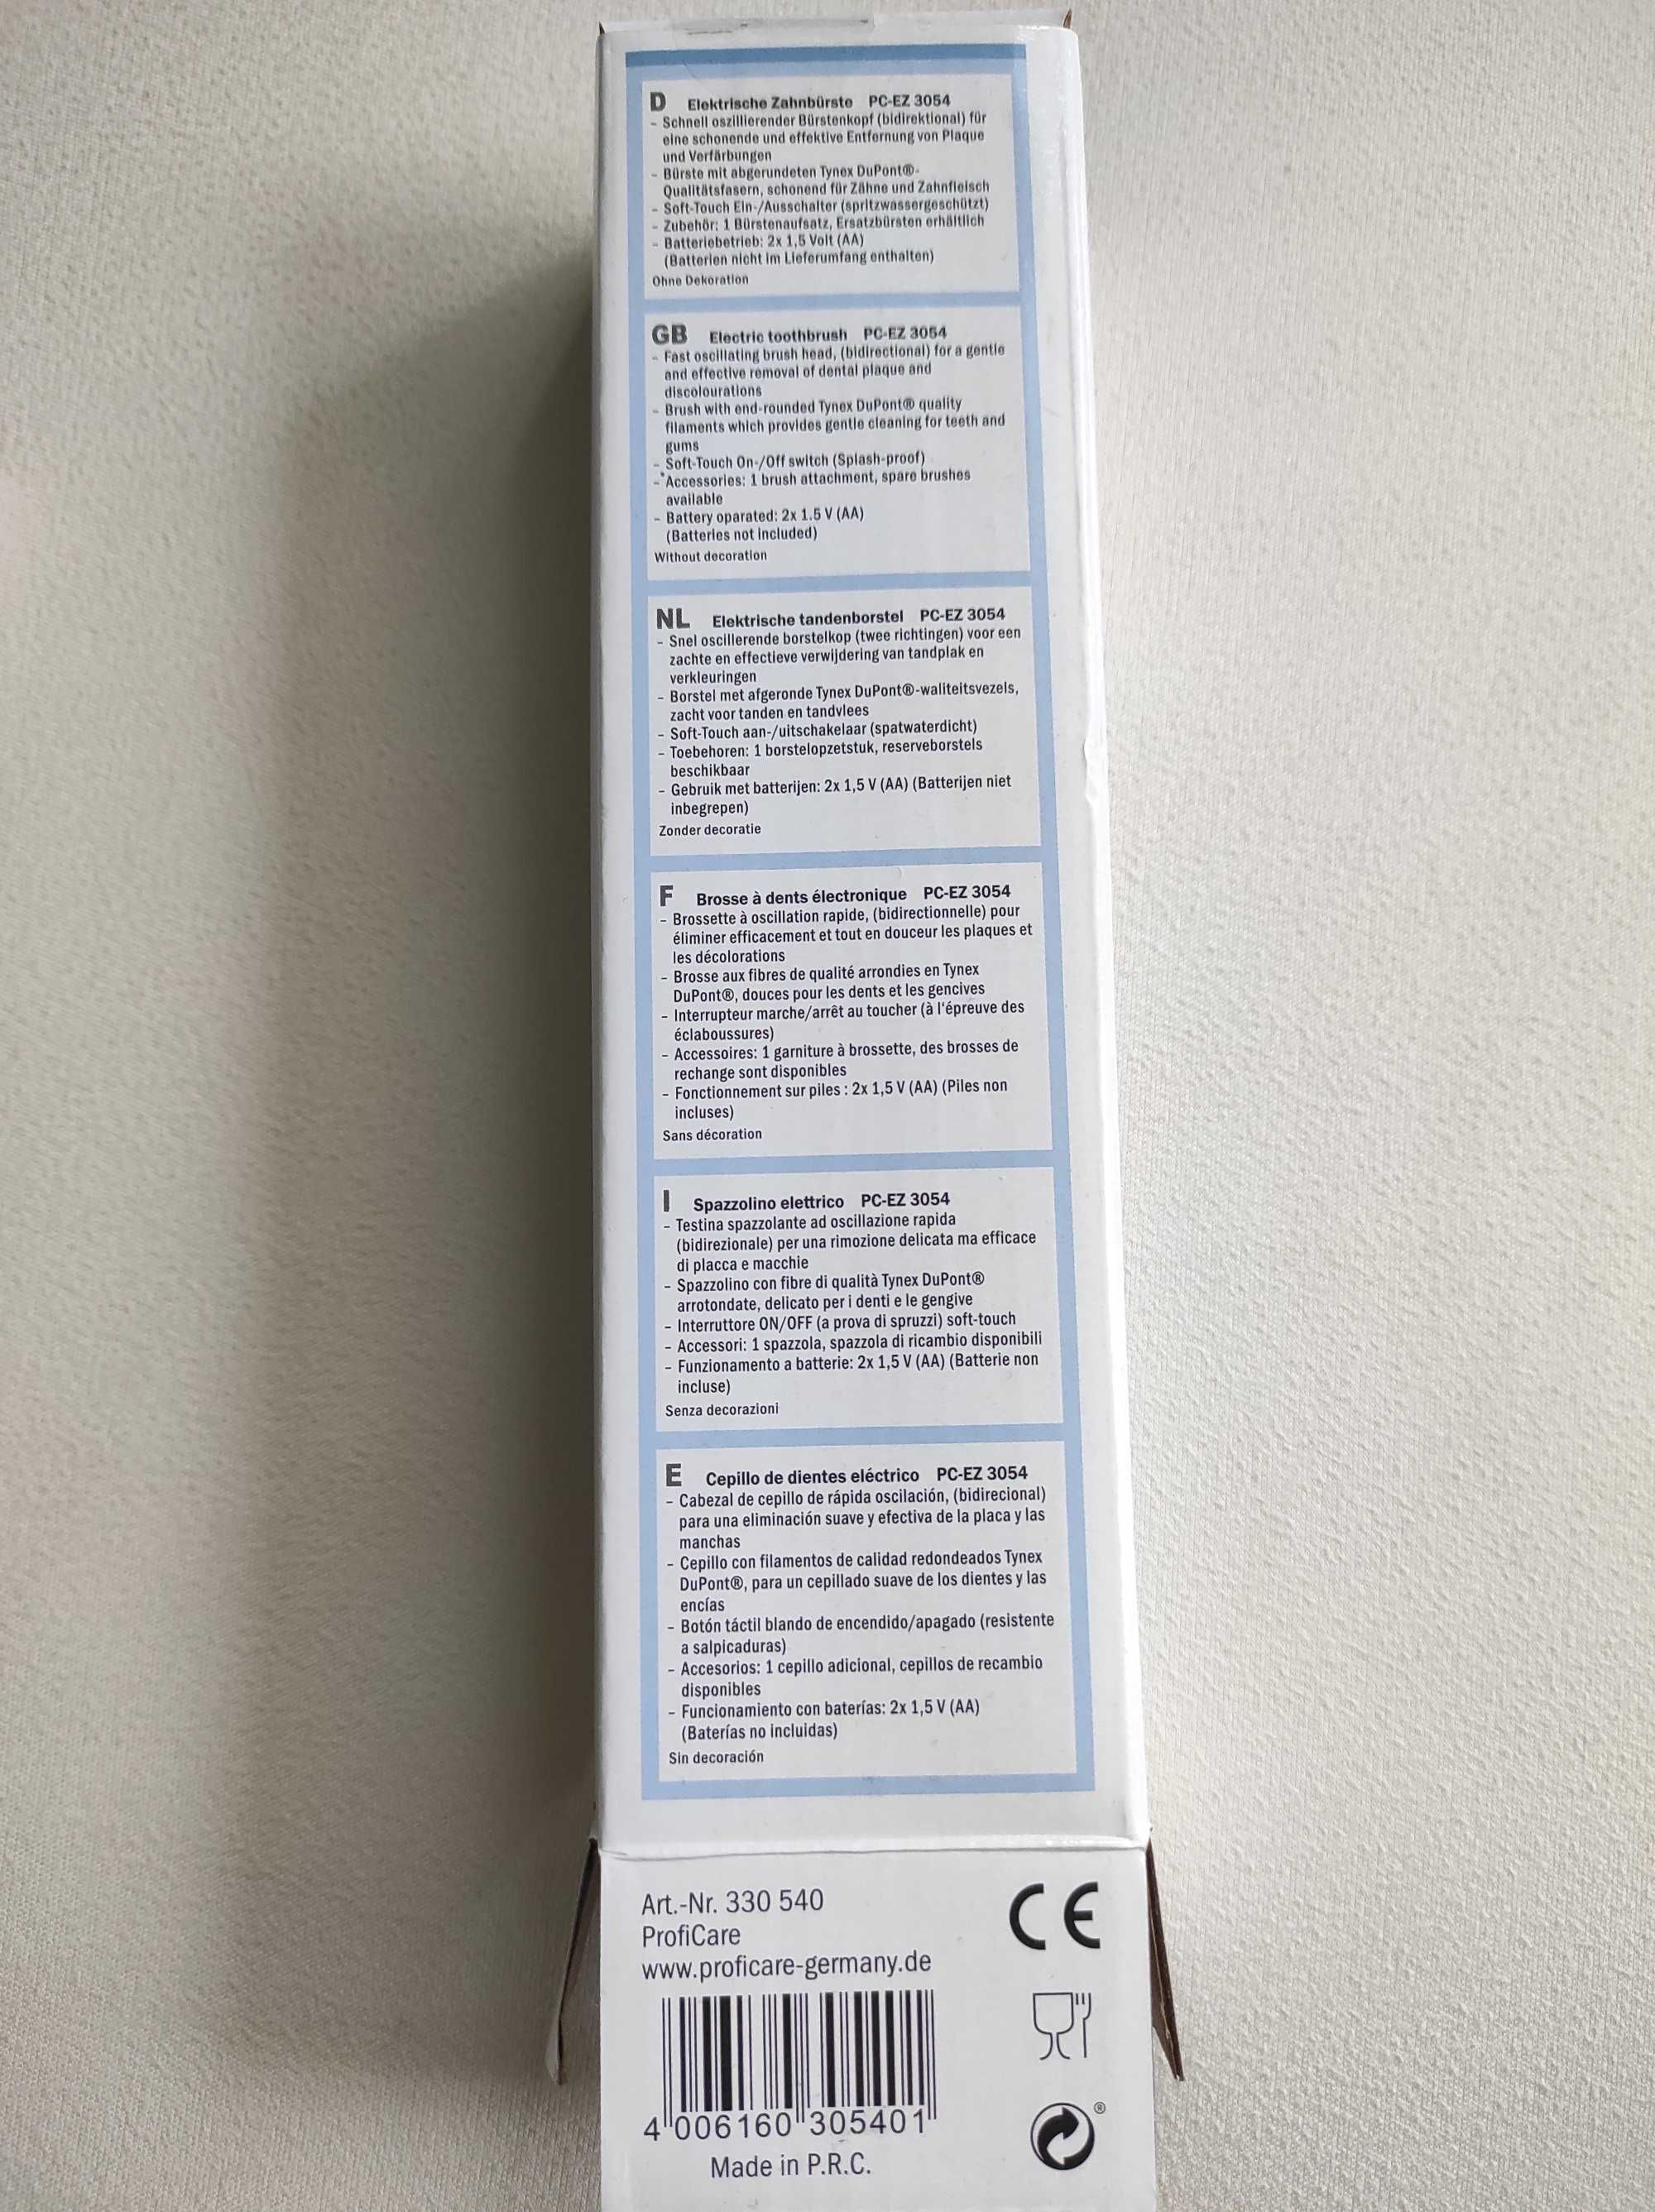 D Elektrische Zahnbürste PC-EZ 3054
- Schnell oszillierender Bürstenkopf (bidirektional) für
eine schonende und effektive Entfernung von Plaque
und Verfärbungen
- Bürste mit abgerundeten Tynex DuPont®-
Qualitätsfasern, schonend für Zähne und Zahnfleisch
- Soft-Touch Ein-/Ausschalter (spritzwassergeschützt)
- Zubehör: 1 Bürstenaufsatz, Ersatzbürsten erhältlich
- Batteriebetrieb: 2x 1,5 Volt (AA)
(Batterien nicht im Lieferumfang enthalten)
Ohne Dekoration
GB Electric toothbrush PC-EZ 3054
- Fast oscillating brush head, (bidirectional) for a gentle
and effective removal of dental plaque and
discolourations
- Brush with end-rounded Tynex DuPont® quality
filaments which provides gentle cleaning for teeth and
gums
- Soft-Touch On-/Off switch (Splash-proof)
- Accessories: 1 brush attachment, spare brushes
available
- Battery oparated: 2x 1.5 V (AA)
(Batteries not included)
Without decoration
NL Elektrische tandenborstel PC-EZ 3054
- Snel oscillerende borstelkop (twee richtingen) voor een
zachte en effectieve verwijdering van tandplak en
verkleuringen
- Borstel met afgeronde Tynex DuPont®-waliteitsvezels,
zacht voor tanden en tandvlees
- Soft-Touch aan-/uitschakelaar (spatwaterdicht)
- Toebehoren: 1 borstelopzetstuk, reserveborstels
beschikbaar
- Gebruik met batterijen: 2x 1,5 V (AA) (Batterijen niet
inbegrepen)
Zonder decoratie
F Brosse à dents électronique PC-EZ 3054
- Brossette à oscillation rapide, (bidirectionnelle) pour
éliminer efficacement et tout en douceur les plaques et
les décolorations
- Brosse aux fibres de qualité arrondies en Tynex
DuPont®, douces pour les dents et les gencives
- Interrupteur marche/arrêt au toucher (à l'épreuve des
éclaboussures)
- Accessoires: 1 garniture à brossette, des brosses de
rechange sont disponibles
- Fonctionnement sur piles : 2x 1,5 V (AA) (Piles non
incluses)
Sans décoration
I Spazzolino elettrico PC-EZ 3054
- Testina spazzolante ad oscillazione rapida
(bidirezionale) per una rimozione delicata ma efficace
di placca e macchie
- Spazzolino con fibre di qualità Tynex DuPont®
arrotondate, delicato per i denti e le gengive
- Interruttore ON/OFF (a prova di spruzzi) soft-touch
- Accessori: 1 spazzola, spazzola di ricambio disponibili
- Funzionamento a batterie: 2x 1,5 V (AA) (Batterie non
incluse)
Senza decorazioni
E Cepillo de dientes eléctrico PC-EZ 3054
- Cabezal de cepillo de rápida oscilación, (bidirecional)
para una eliminación suave y efectiva de la placa y las
manchas
- Cepillo con filamentos de calidad redondeados Tynex
DuPont®, para un cepillado suave de los dientes y las
encías
- Botón táctil blando de encendido/apagado (resistente
a salpicaduras)
- Accesorios: 1 cepillo adicional, cepillos de recambio
disponibles
- Funcionamiento con baterías: 2x 1,5 V (AA)
(Baterías no incluidas)
Sin decoración
Art.-Nr. 330 540
ProfiCare
www.proficare-germany.de
CE
4 006160 305401
®
Made in P.R.C.